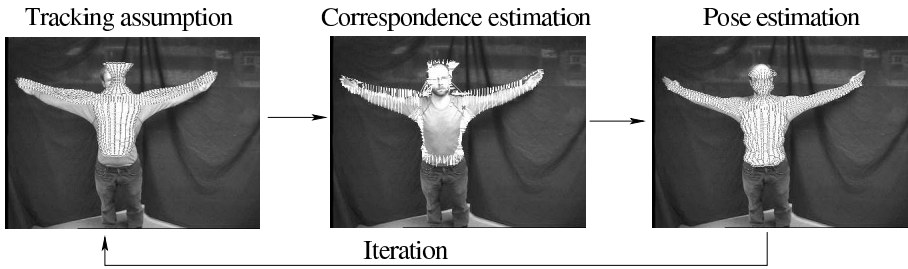 Tracking assumption
Correspondence estimation
Pose estimation
Iteration